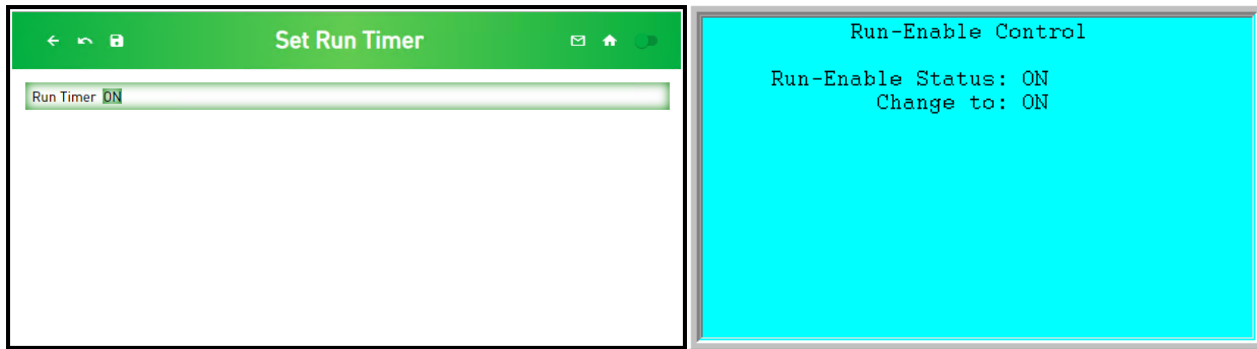 Set Run Timer
Run Timer ON
Run-Enable Control
Run-Enable Status: ON
Change to: ON